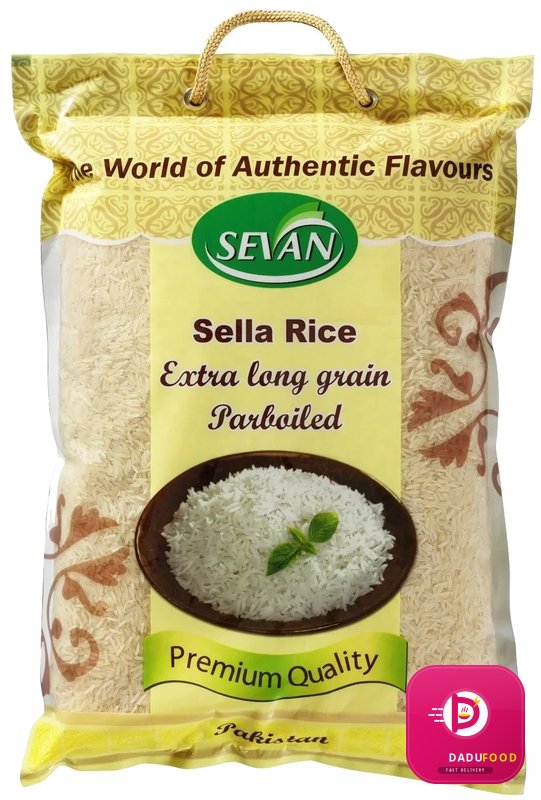 he World of Authentic Flavours
SEVAN
Sella Rice
Extra long grain
Parboiled
Premium Quality
Pakistan
DADUFOOD
FAST DELIVERY